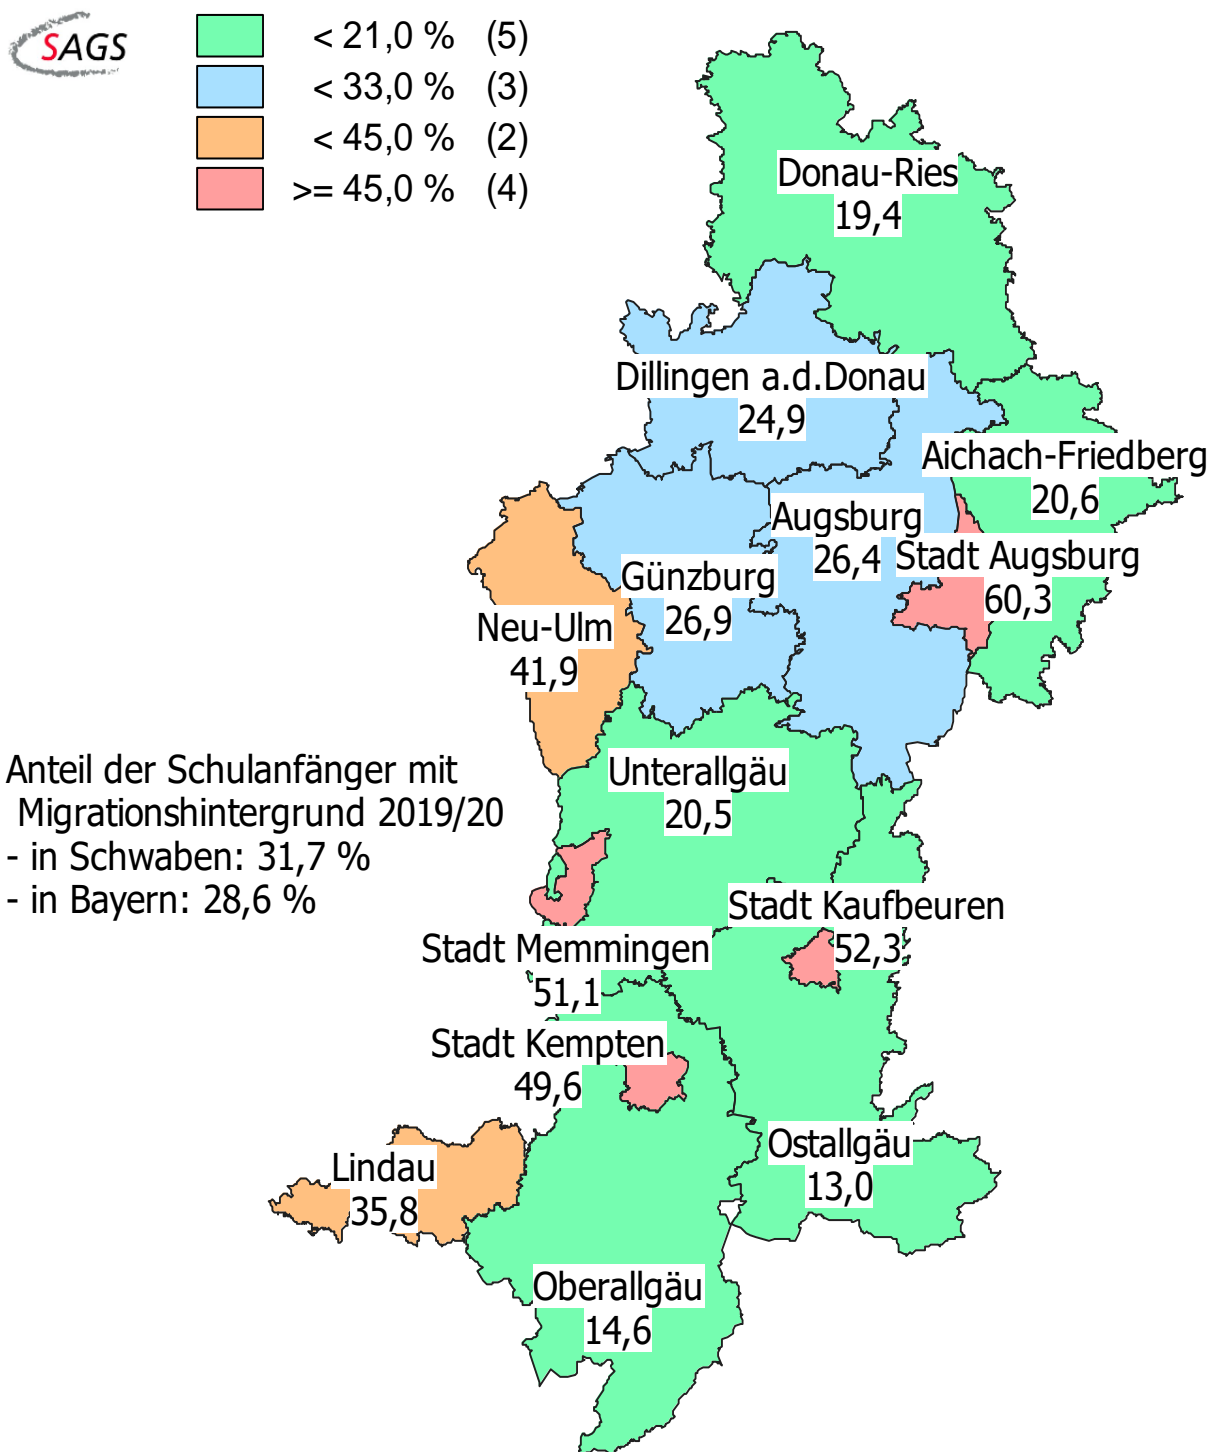 SAGS
< 21,0 % (5)
< 33,0 % (3)
< 45,0 % (2)
>= 45,0 % (4)
Donau-Ries
19,4
Dillingen a.d.Donau
24,9
Aichach-Friedberg
20,6
Augsburg
26,4
Stadt Augsburg
60,3
Günzburg
26,9
Neu-Ulm
41,9
Unterallgäu
20,5
Anteil der Schulanfänger mit
Migrationshintergrund 2019/20
- in Schwaben: 31,7 %
- in Bayern: 28,6 %
Stadt Kaufbeuren
52,3
Stadt Memmingen
51,1
Stadt Kempten
49,6
Ostallgäu
13,0
Lindau
35,8
Oberallgäu
14,6